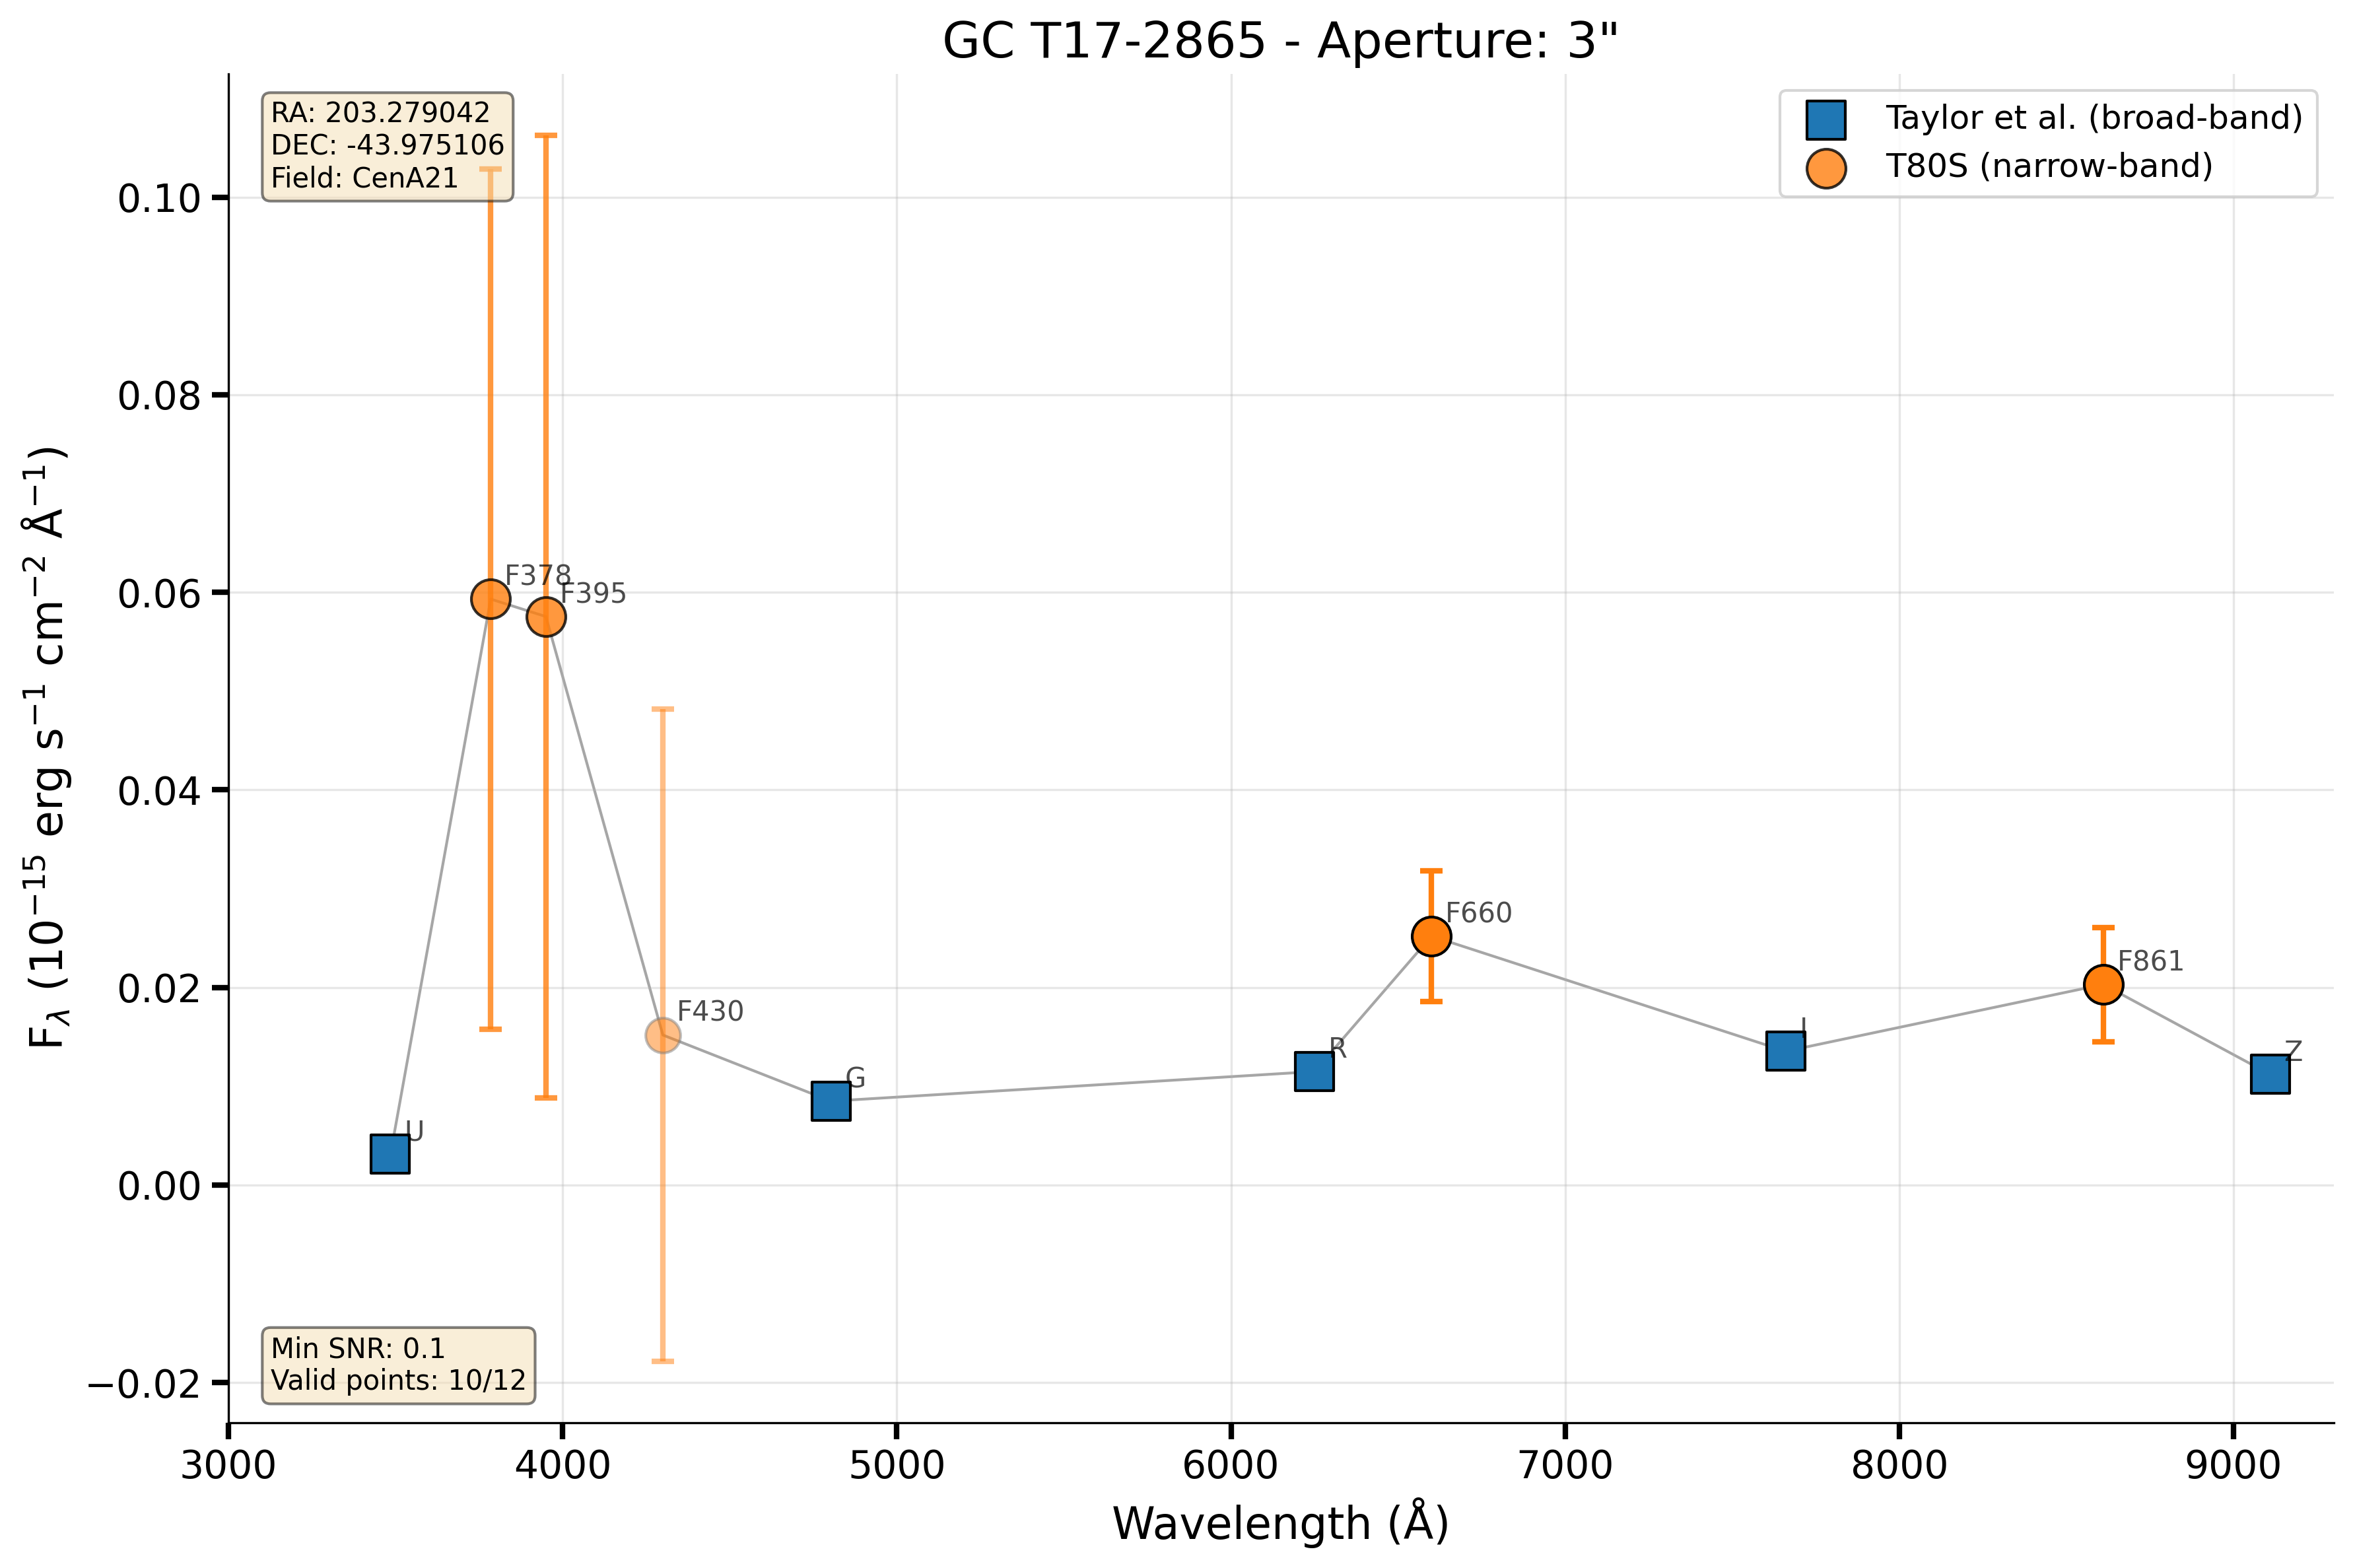 GC T17-2865 - Aperture: 3"
RA: 203.279042
DEC: -43.975106
Field: CenA21
Taylor et al. (broad-band)
T80S (narrow-band)
0.10
0.08
0.06
0.04
0.02
0.00
−0.02
F_λ (10⁻¹⁵ erg s⁻¹ cm⁻² Å⁻¹)
U
F378
F395
F430
G
R
F660
I
F861
Z
Min SNR: 0.1
Valid points: 10/12
3000 4000 5000 6000 7000 8000 9000
Wavelength (Å)